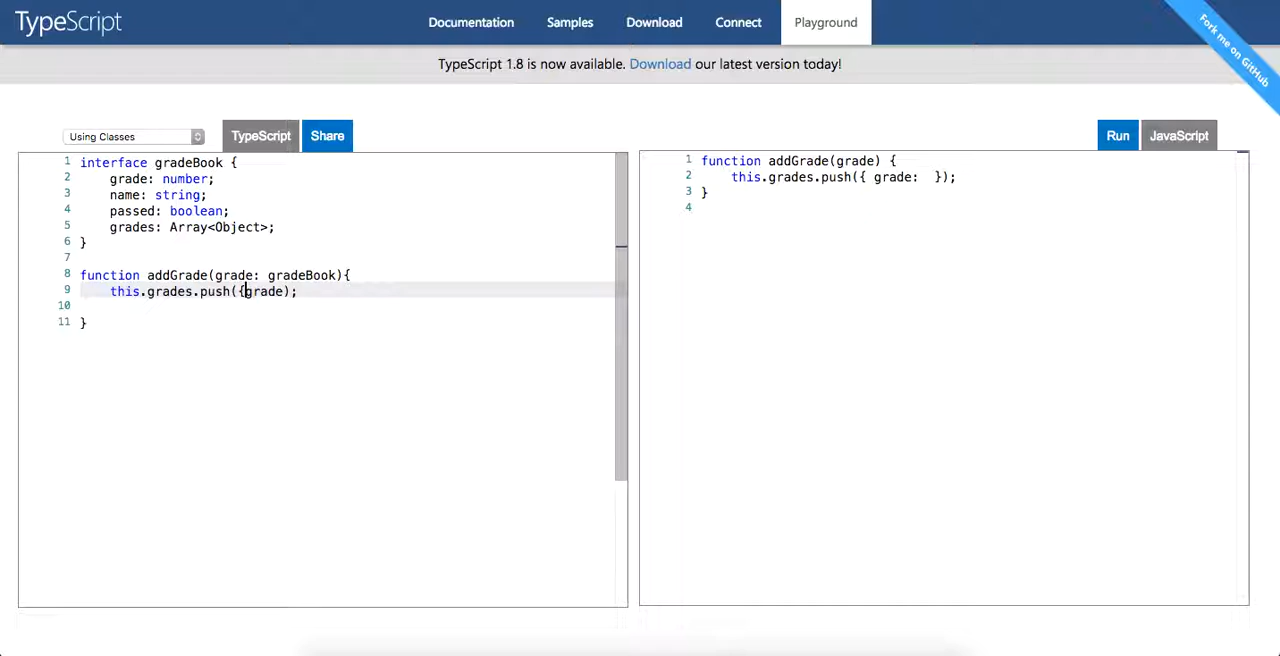 TypeScript
Documentation Samples Download Connect Playground
Fork me on GitHub
TypeScript 1.8 is now available. Download our latest version today!
Using Classes TypeScript Share
Run JavaScript
1 interface gradeBook {
2 grade: number;
3 name: string;
4 passed: boolean;
5 grades: Array<Object>;
6 }
7
8 function addGrade(grade: gradeBook){
9 this.grades.push({grade);
10
11 }
1 function addGrade(grade) {
2 this.grades.push({ grade:  });
3 }
4